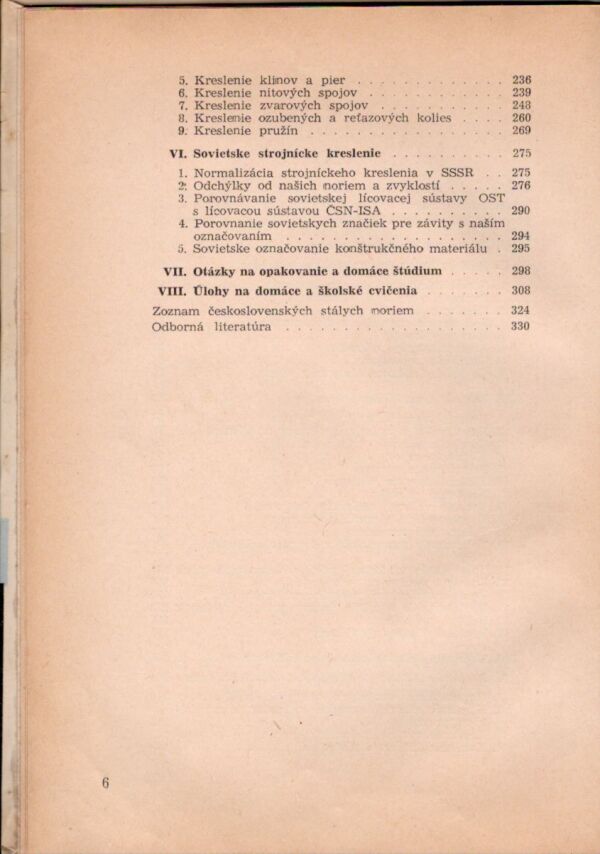 5. Kreslenie klinov a pier . . . . . . . . . . . . . 236
6. Kreslenie nitových spojov . . . . . . . . . . . . 239
7. Kreslenie zvarových spojov . . . . . . . . . . . 248
8. Kreslenie ozubených a reťazových kolies . . . . 260
9. Kreslenie pružín . . . . . . . . . . . . . . . . . 269
VI. Sovietske strojnícke kreslenie . . . . . . . . . . 275
1. Normalizácia strojníckeho kreslenia v SSSR . . 275
2. Odchýlky od našich noriem a zvyklostí . . . . . 276
3. Porovnávanie sovietskej lícovacej sústavy OST
s lícovacou sústavou ČSN-ISA . . . . . . . . . . 290
4. Porovnanie sovietskych značiek pre závity s naším
označovaním . . . . . . . . . . . . . . . . . . . 294
5. Sovietske označovanie konštrukčného materiálu . 295
VII. Otázky na opakovanie a domáce štúdium . . . . . 298
VIII. Úlohy na domáce a školské cvičenia . . . . . . . 308
Zoznam československých stálych noriem . . . . . . . 324
Odborná literatúra . . . . . . . . . . . . . . . . . . . 330
6